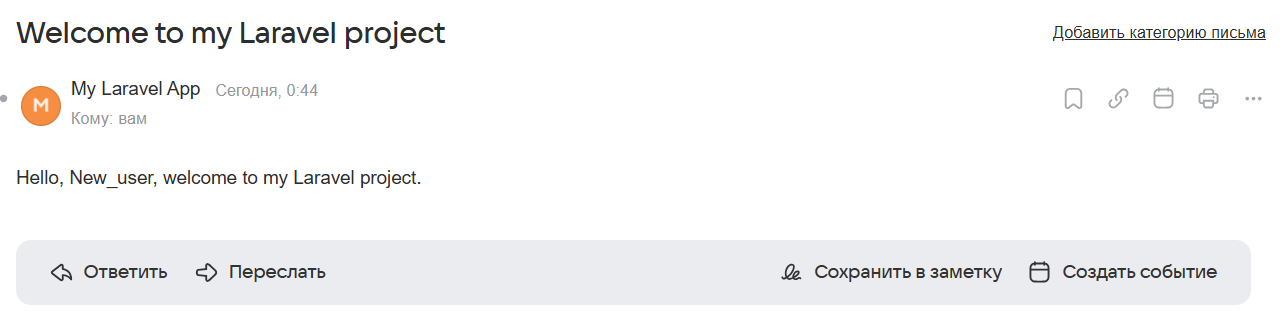 Welcome to my Laravel project
Добавить категорию письма
M
My Laravel App Сегодня, 0:44
Кому: вам
Hello, New_user, welcome to my Laravel project.
Ответить Переслать Сохранить в заметку Создать событие